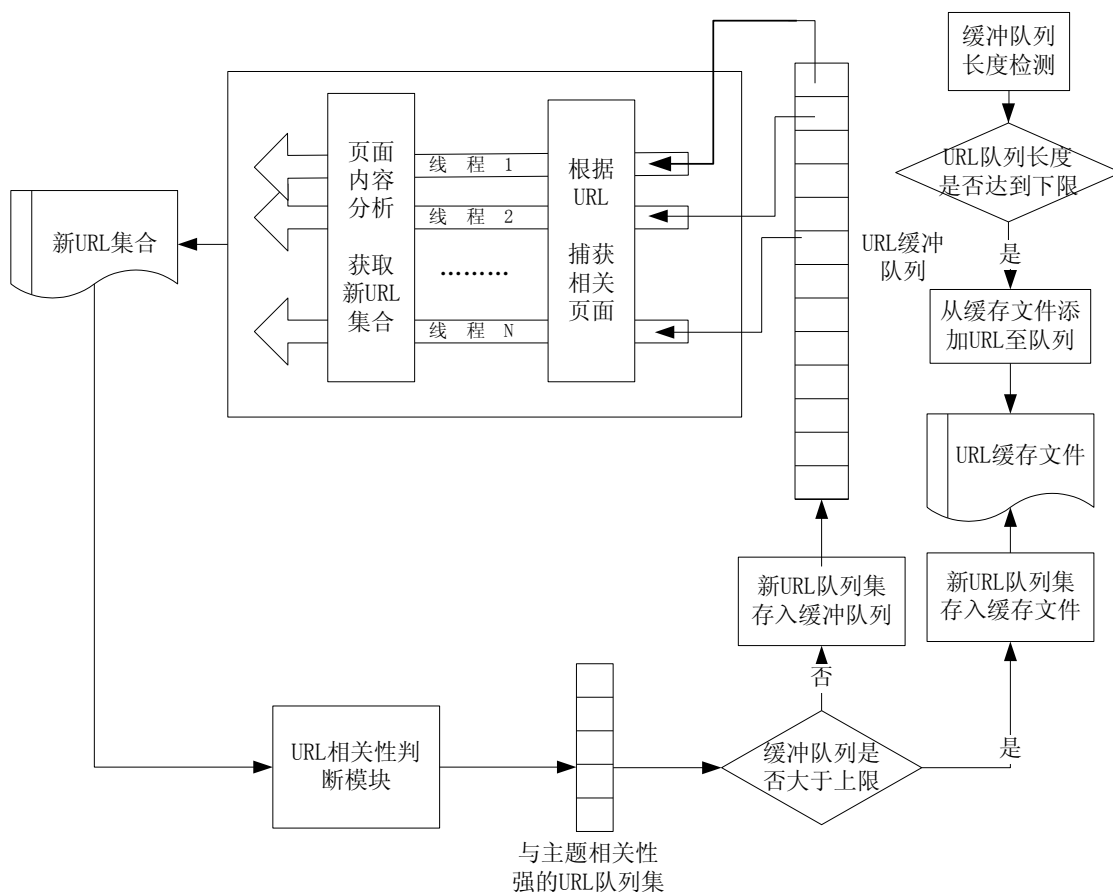 缓冲队列
长度检测
URL队列长度
是否达到下限
是
从缓存文件添
加URL至队列
URL缓存文件
新URL队列集
存入缓存文件
是
URL缓冲
队列
页面
内容
分析
获取
新URL
集合
线 程 1
线 程 2
………
线 程 N
根据
URL
捕获
相关
页面
新URL集合
新URL队列集
存入缓冲队列
否
URL相关性判
断模块
缓冲队列是
否大于上限
与主题相关性
强的URL队列集